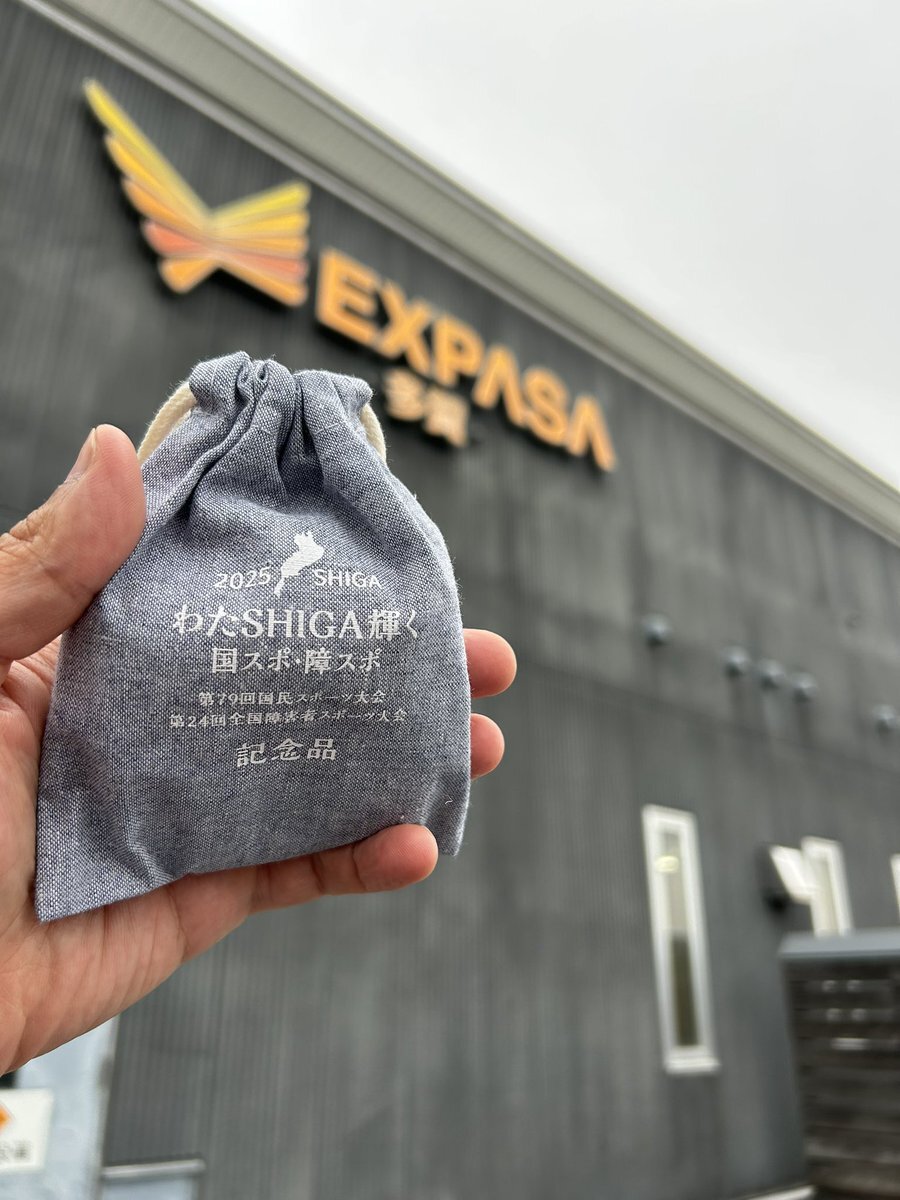 EXPASA
多賀
2025 SHIGA
わたSHIGA輝く
国スポ・障スポ
第79回国民スポーツ大会
第24回全国障害者スポーツ大会
記念品